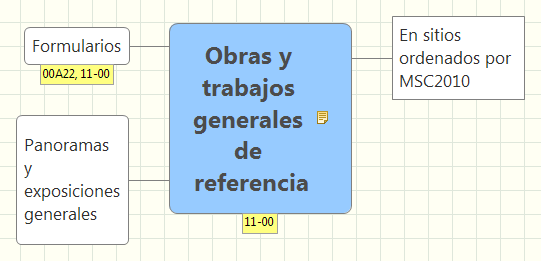 Formularios
00A22, 11-00
Panoramas
y
exposiciones
generales
Obras y
trabajos
generales
de
referencia
11-00
En sitios
ordenados por
MSC2010